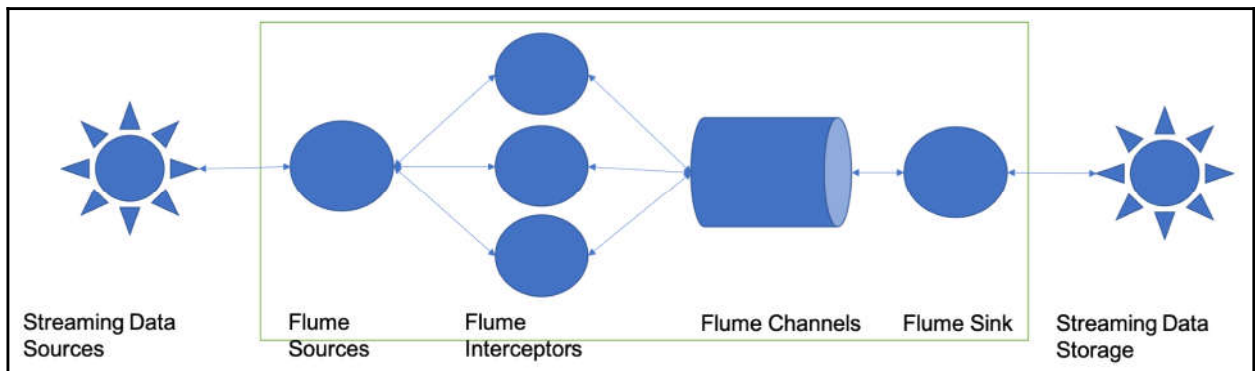 Streaming Data
Sources
Flume
Sources
Flume
Interceptors
Flume Channels
Flume Sink
Streaming Data
Storage